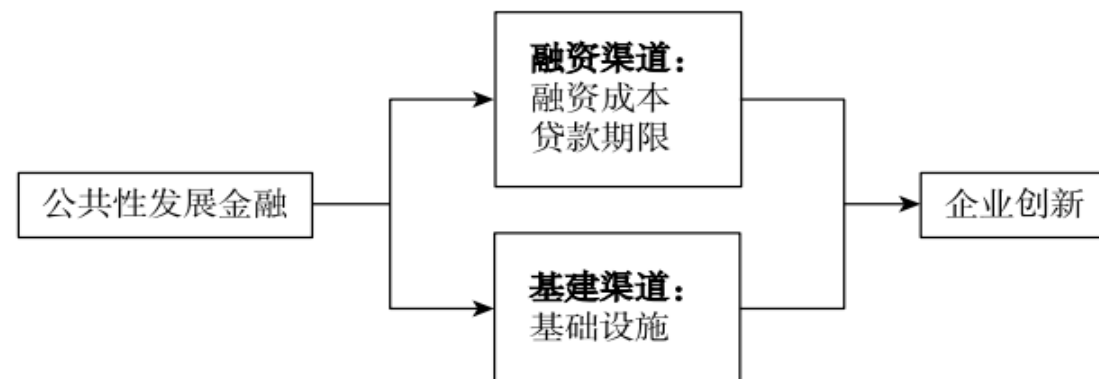 公共性发展金融
融资渠道：
融资成本
贷款期限
基建渠道：
基础设施
企业创新